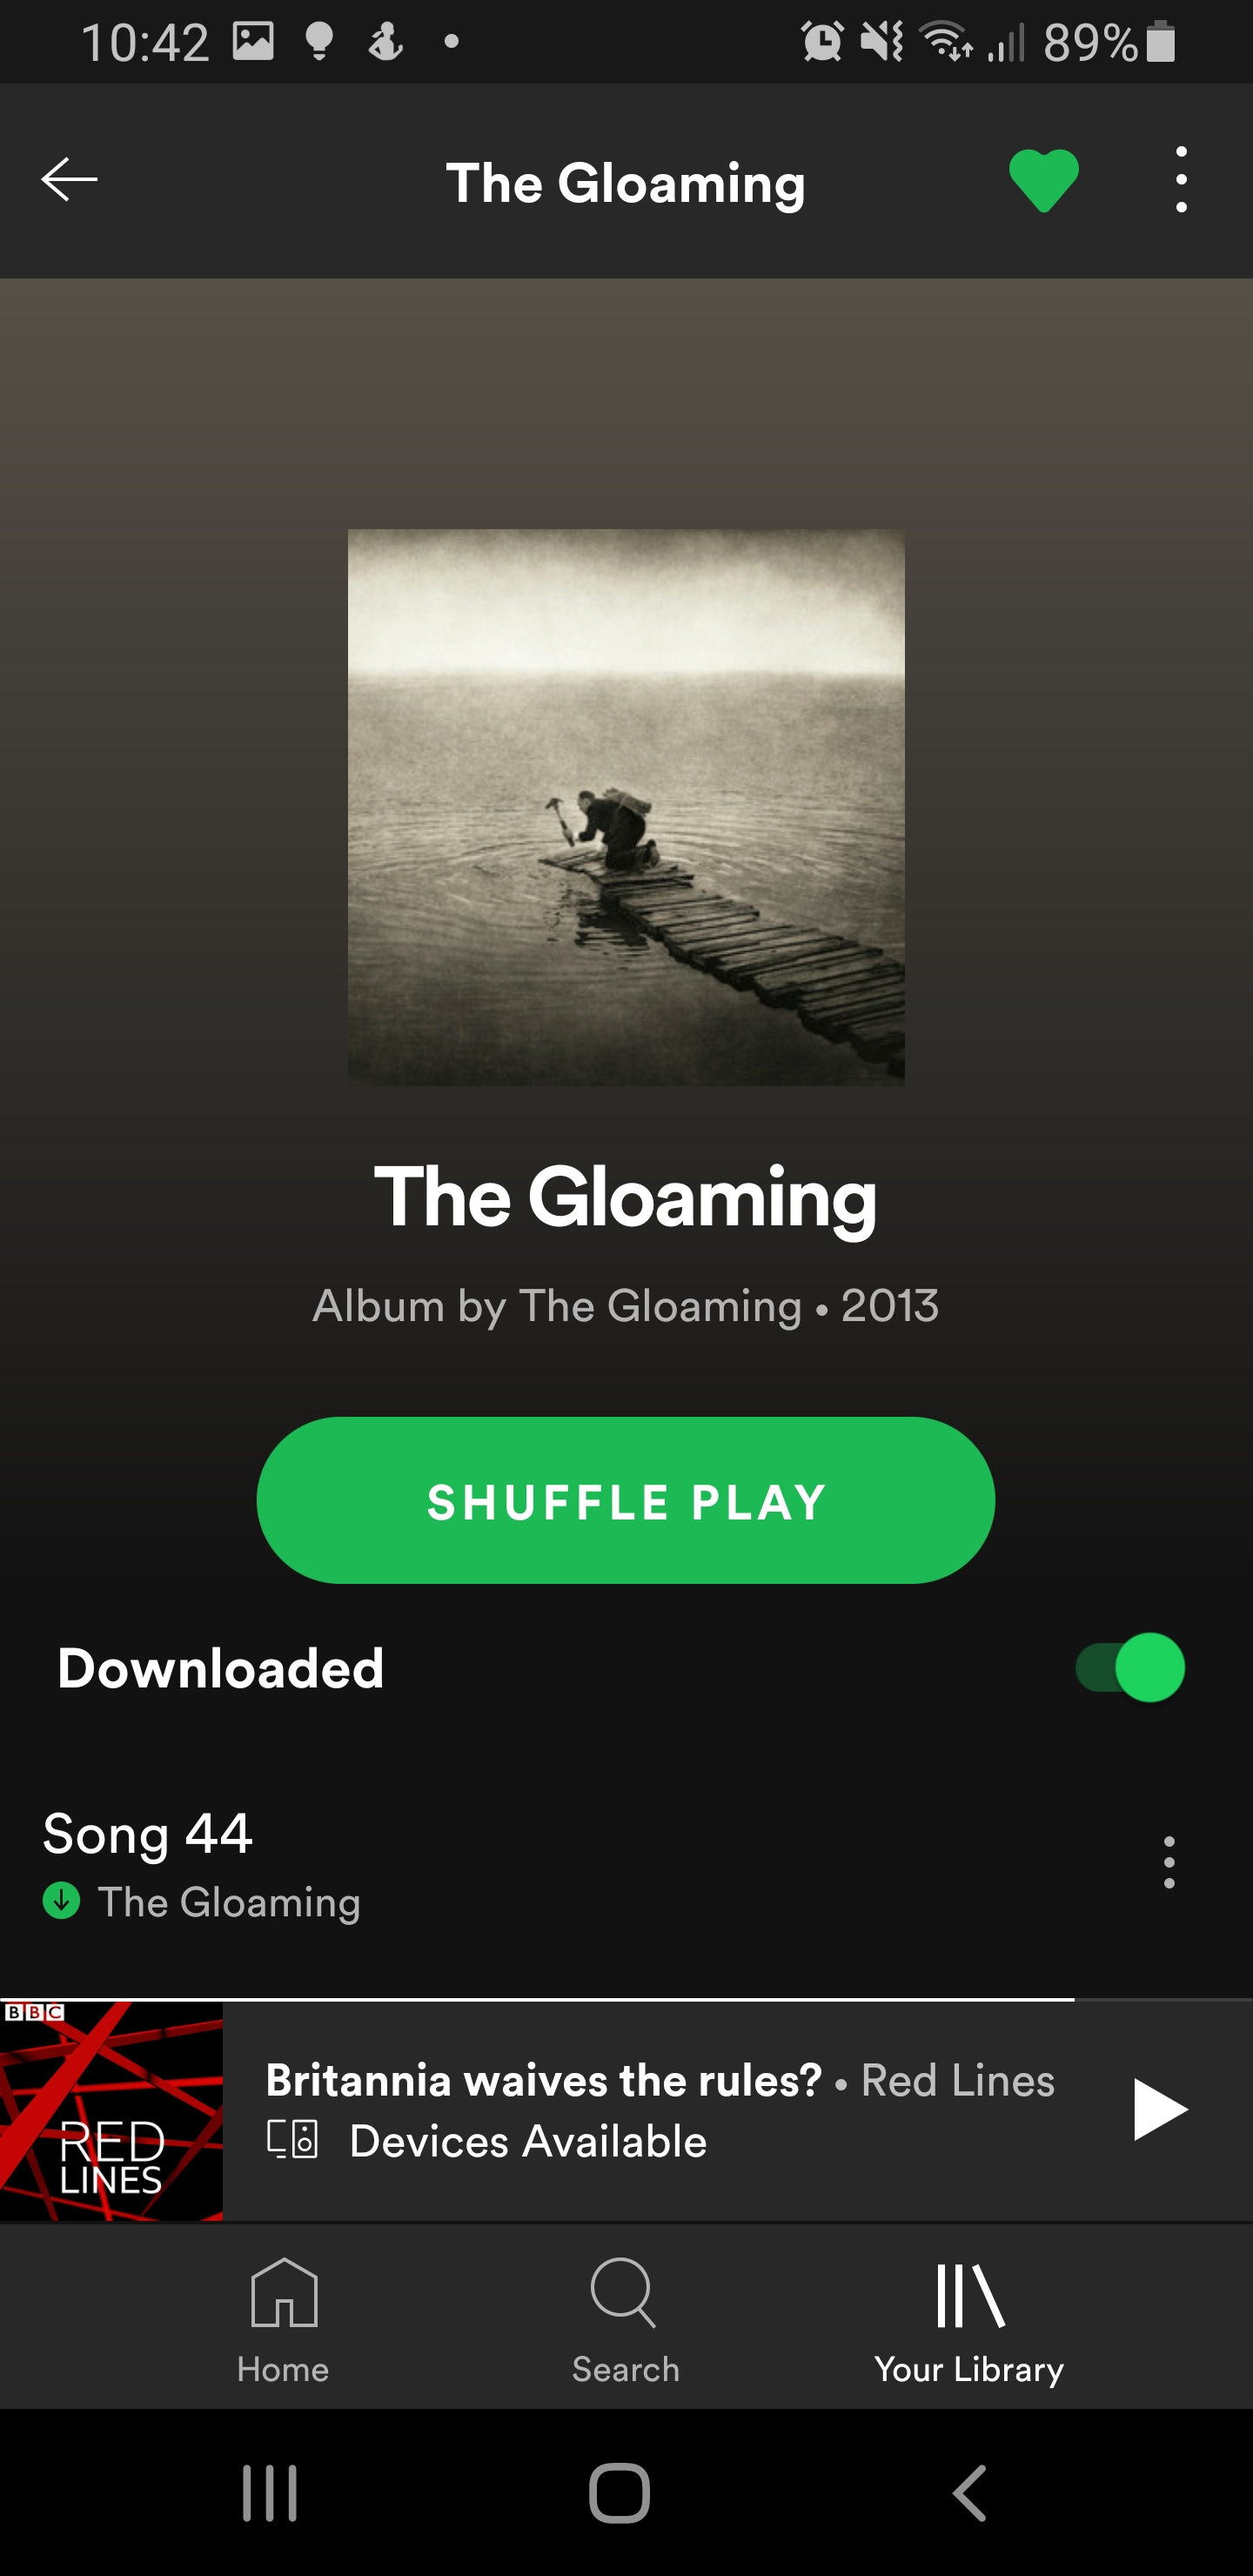 10:42
89%
The Gloaming
The Gloaming
Album by The Gloaming • 2013
SHUFFLE PLAY
Downloaded
Song 44
The Gloaming
BBC
RED
LINES
Britannia waives the rules? • Red Lines
Devices Available
Home
Search
Your Library